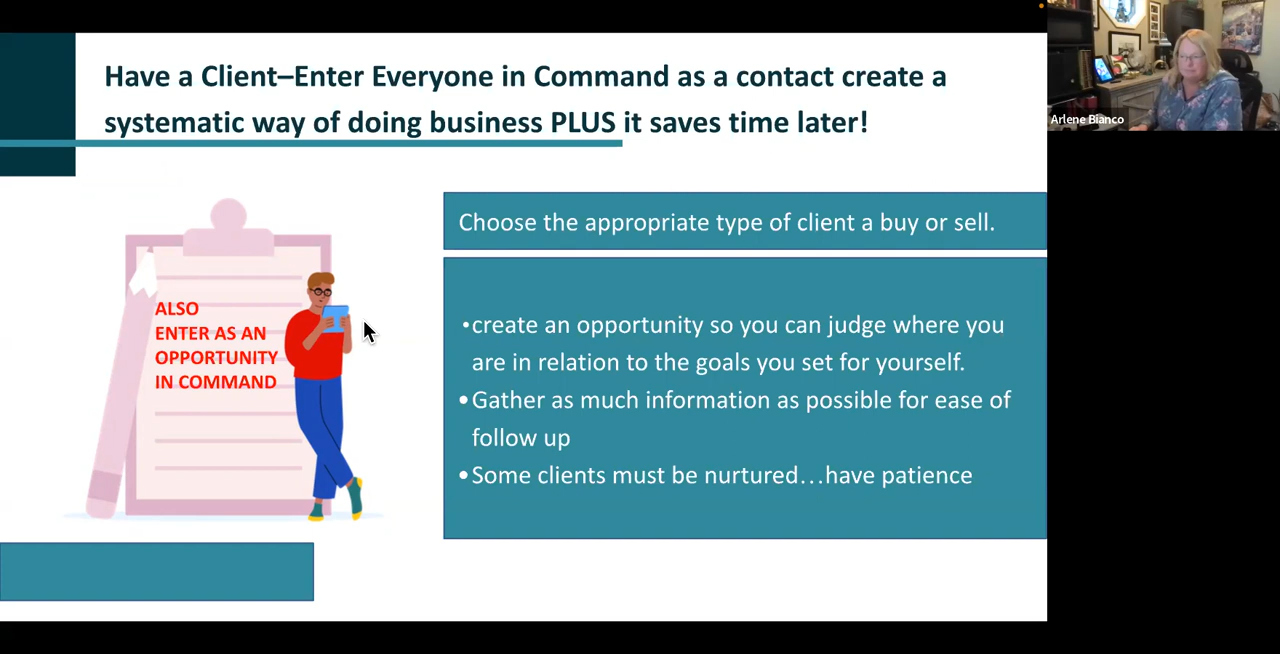 Have a Client–Enter Everyone in Command as a contact create a
systematic way of doing business PLUS it saves time later!
Arlene Bianco
Choose the appropriate type of client a buy or sell.
ALSO
ENTER AS AN
OPPORTUNITY
IN COMMAND
•create an opportunity so you can judge where you
are in relation to the goals you set for yourself.
•Gather as much information as possible for ease of
follow up
•Some clients must be nurtured…have patience